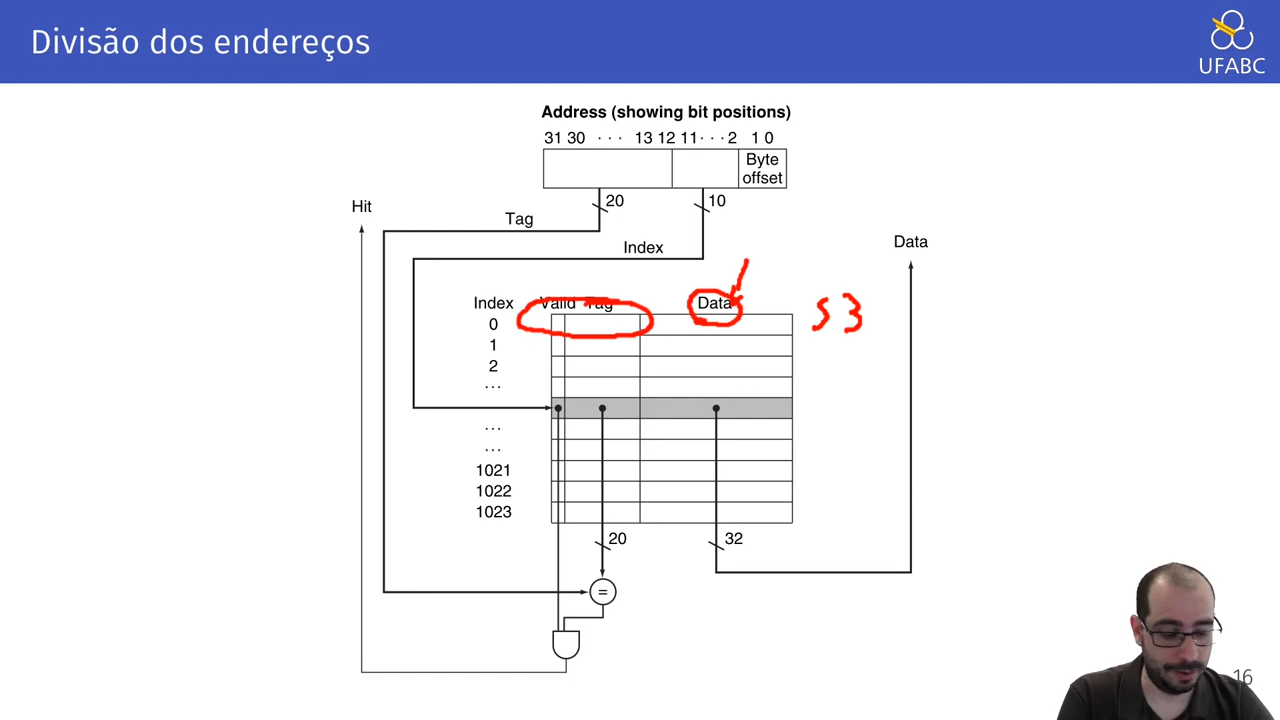 Divisão dos endereços
UFABC
Address (showing bit positions)
31 30 · · · 13 12 11 · · · 2 1 0
Byte
offset
20
10
Hit
Tag
Data
Index
Index
Valid
Tag
Data
0
53
1
2
...
...
...
1021
1022
1023
20
32
=
16